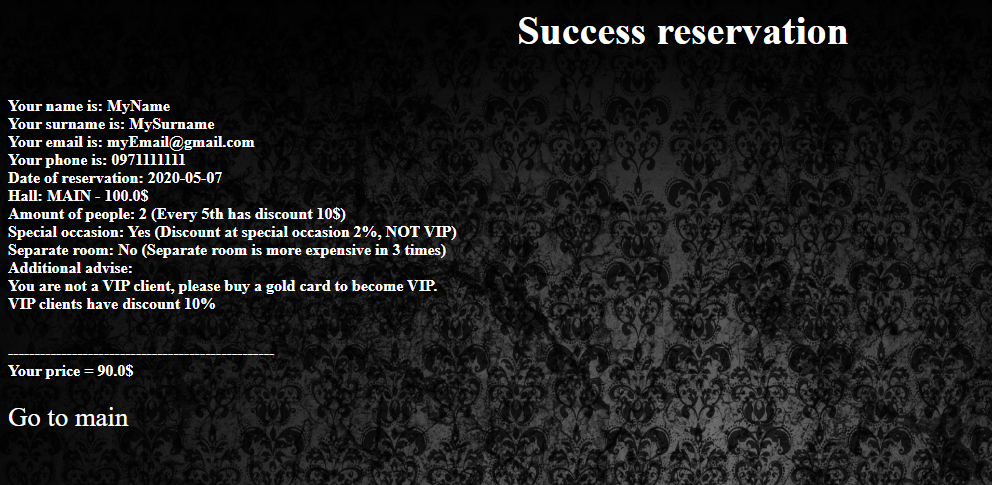 Success reservation
Your name is: MyName
Your surname is: MySurname
Your email is: myEmail@gmail.com
Your phone is: 0971111111
Date of reservation: 2020-05-07
Hall: MAIN - 100.0$
Amount of people: 2 (Every 5th has discount 10$)
Special occasion: Yes (Discount at special occasion 2%, NOT VIP)
Separate room: No (Separate room is more expensive in 3 times)
Additional advise:
You are not a VIP client, please buy a gold card to become VIP.
VIP clients have discount 10%
__________________________________________________
Your price = 90.0$
Go to main